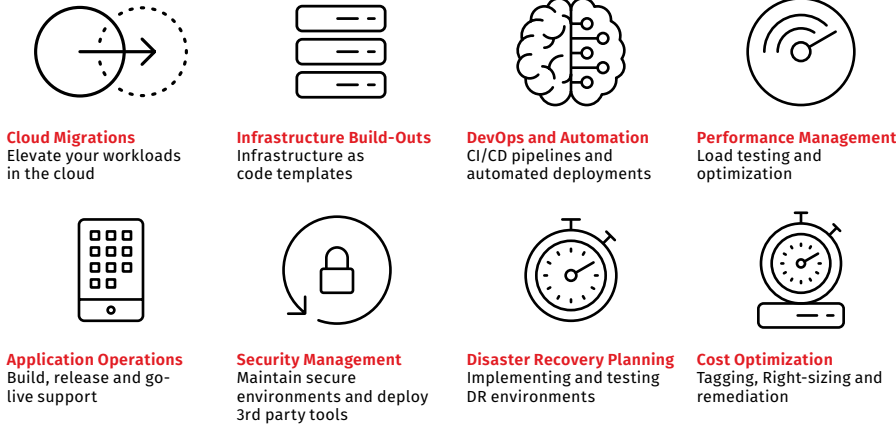 Cloud Migrations
Elevate your workloads
in the cloud
Infrastructure Build-Outs
Infrastructure as
code templates
DevOps and Automation
CI/CD pipelines and
automated deployments
Performance Management
Load testing and
optimization
Application Operations
Build, release and go-
live support
Security Management
Maintain secure
environments and deploy
3rd party tools
Disaster Recovery Planning
Implementing and testing
DR environments
Cost Optimization
Tagging, Right-sizing and
remediation